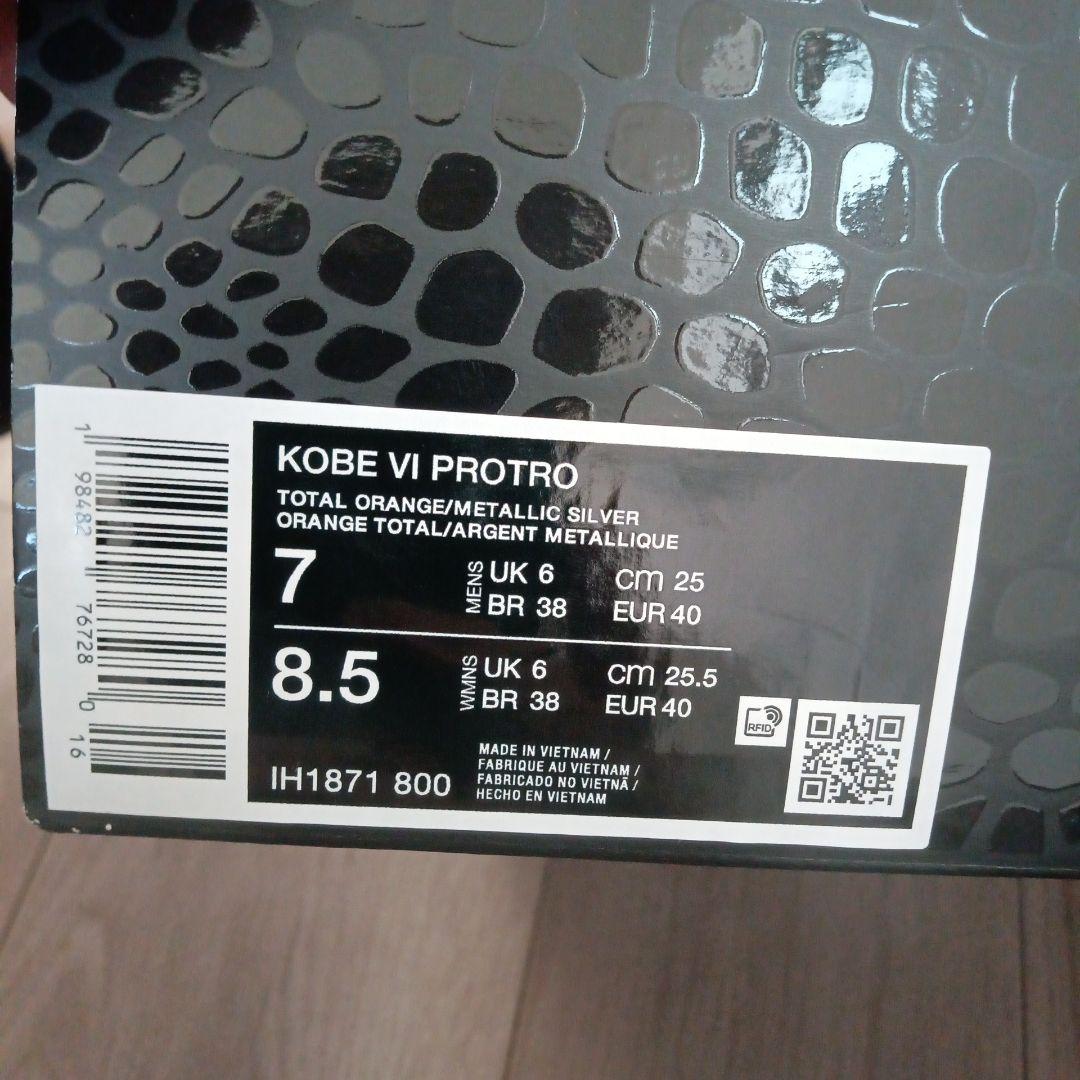 KOBE VI PROTRO
TOTAL ORANGE/METALLIC SILVER
ORANGE TOTAL/ARGENT METALLIQUE
7
MENS
UK 6
CM 25
BR 38
EUR 40
8.5
WMNS
UK 6
CM 25.5
BR 38
EUR 40
IH1871 800
MADE IN VIETNAM /
FABRIQUE AU VIETNAM /
FABRICADO NO VIETNÃ /
HECHO EN VIETNAM
RFID
1 98482 76728 0 16